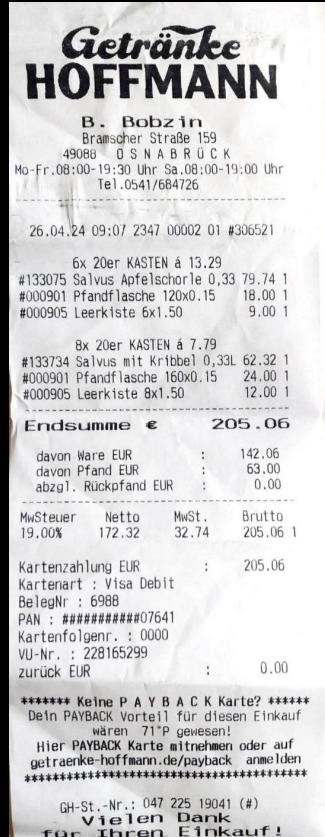 Getränke
HOFFMANN
B. Bobzin
Bramscher Straße 159
49088 OSNABRÜCK
Mo-Fr.08:00-19:30 Uhr Sa.08:00-19:00 Uhr
Tel.0541/684726
26.04.24 09:07 2347 00002 01 #306521
6x 20er KASTEN á 13.29
#133075 Salvus Apfelschorle 0,33 79.74 1
#000901 Pfandflasche 120x0.15 18.00 1
#000905 Leerkiste 6x1.50 9.00 1
8x 20er KASTEN á 7.79
#133734 Salvus mit Kribbel 0,33L 62.32 1
#000901 Pfandflasche 160x0.15 24.00 1
#000905 Leerkiste 8x1.50 12.00 1
Endsumme € 205.06
davon Ware EUR : 142.06
davon Pfand EUR : 63.00
abzgl. Rückpfand EUR : 0.00
MwSteuer Netto MwSt. Brutto
19.00% 172.32 32.74 205.06 1
Kartenzahlung EUR : 205.06
Kartenart : Visa Debit
BelegNr : 6988
PAN : ###########07641
Kartenfolgenr. : 0000
VU-Nr. : 228165299
zurück EUR : 0.00
******* Keine P A Y B A C K Karte? ******
Dein PAYBACK Vorteil für diesen Einkauf
wären 71°P gewesen!
Hier PAYBACK Karte mitnehmen oder auf
getraenke-hoffmann.de/payback anmelden
****************************************
GH-St.-Nr.: 047 225 19041 (#)
Vielen Dank
für Ihren Einkauf!